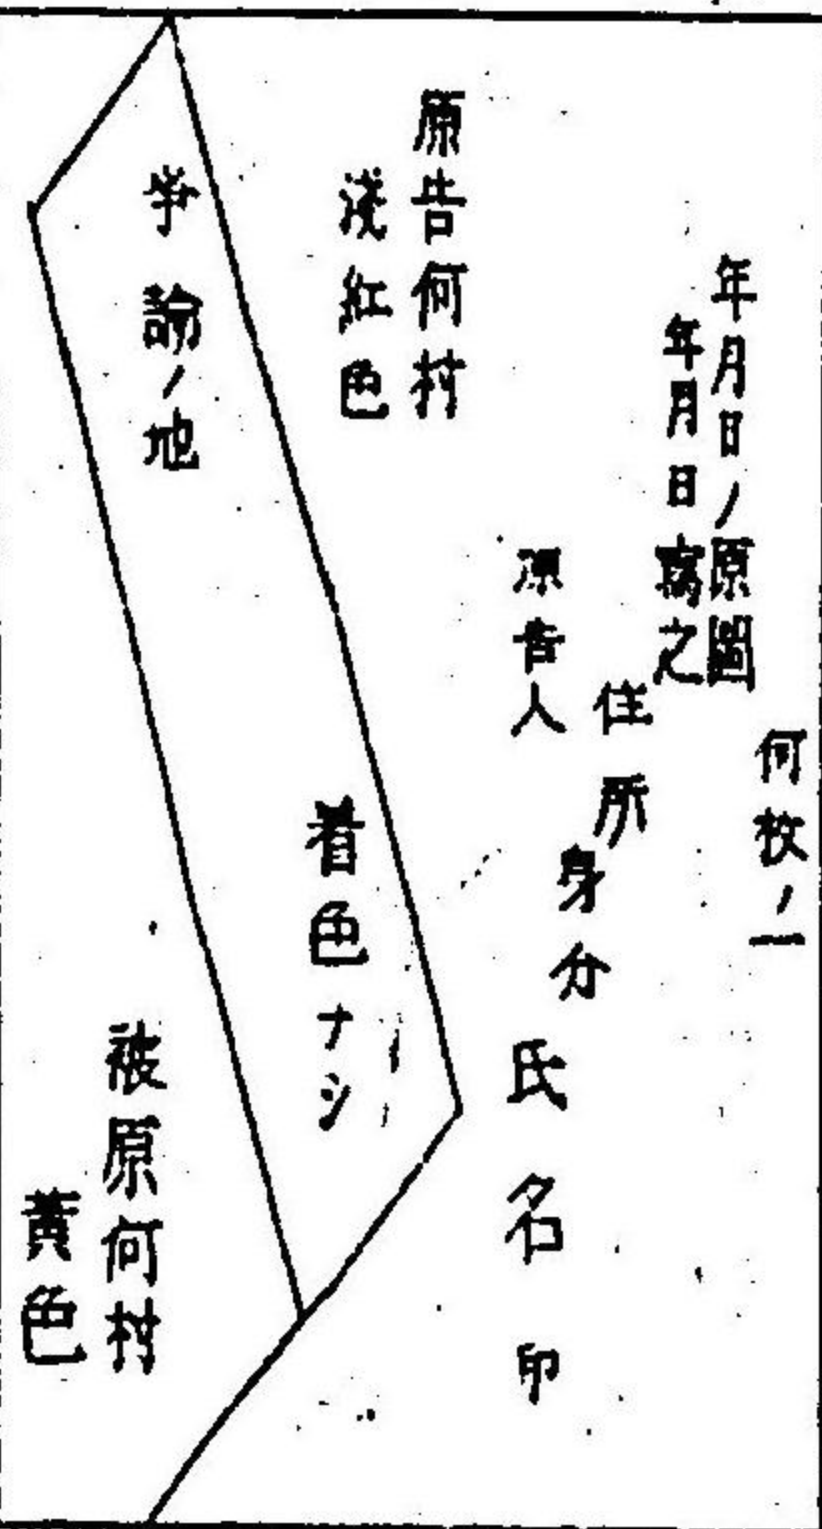 何枚ノ一
年月日ノ原圖
年月日寫之
住所
身分
原告人
氏名印
原告何村
淺紅色
着色ナシ
爭論ノ地
被原何村
黃色